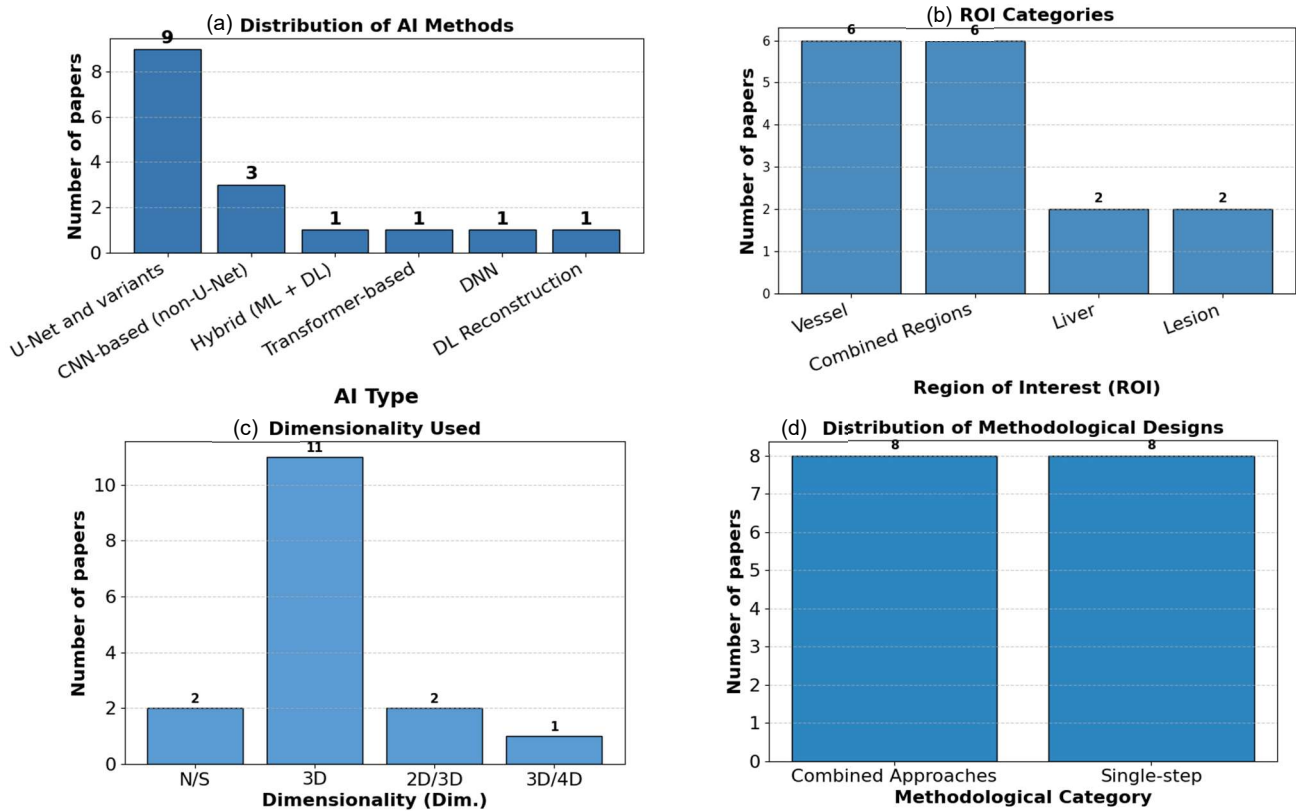 (a) Distribution of AI Methods
Number of papers
8
6
4
2
0
9
3
1
1
1
1
U-Net and variants
CNN-based (non-U-Net)
Hybrid (ML + DL)
Transformer-based
DNN
DL Reconstruction
AI Type
(b) ROI Categories
Number of papers
6
5
4
3
2
1
0
6
6
2
2
Vessel
Combined Regions
Liver
Lesion
Region of Interest (ROI)
(c) Dimensionality Used
Number of papers
10
8
6
4
2
0
2
11
2
1
N/S
3D
2D/3D
3D/4D
Dimensionality (Dim.)
(d) Distribution of Methodological Designs
Number of papers
8
7
6
5
4
3
2
1
0
8
8
Combined Approaches
Single-step
Methodological Category